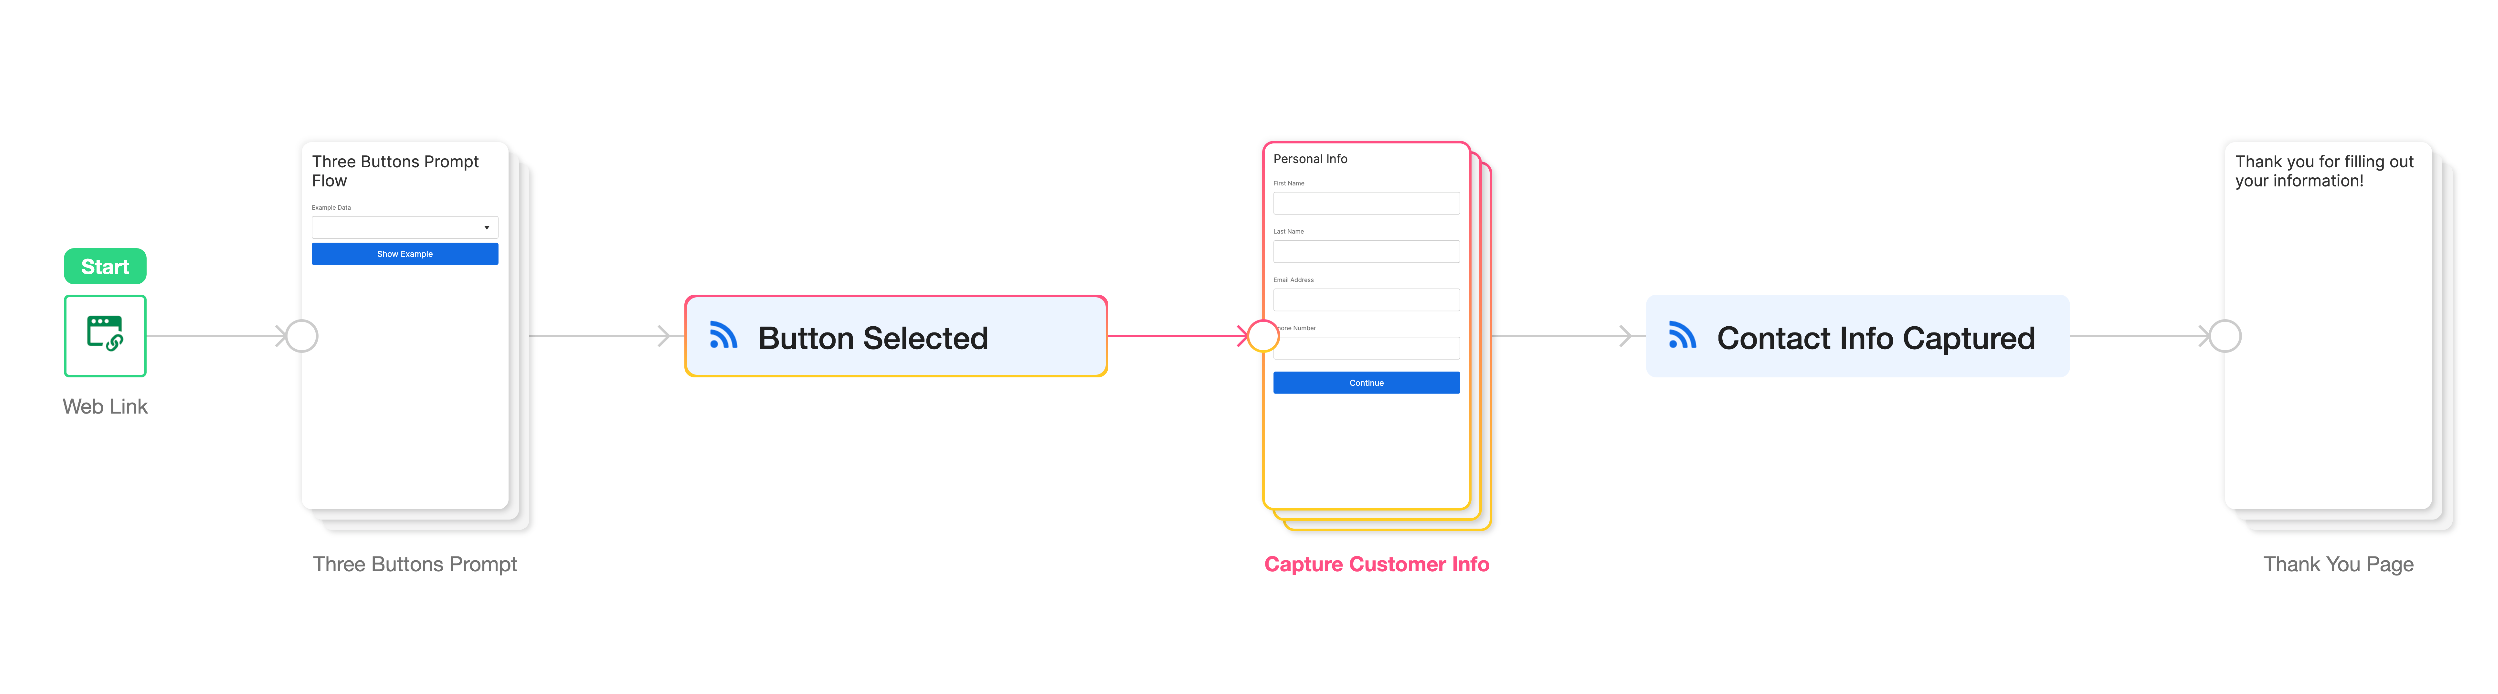 Start
Web Link
Three Buttons Prompt
Flow
Example Data
Show Example
Three Buttons Prompt
Button Selected
Personal Info
First Name
Last Name
Email Address
Number
Continue
Capture Customer Info
Contact Info Captured
Thank you for filling out
your information!
Thank You Page